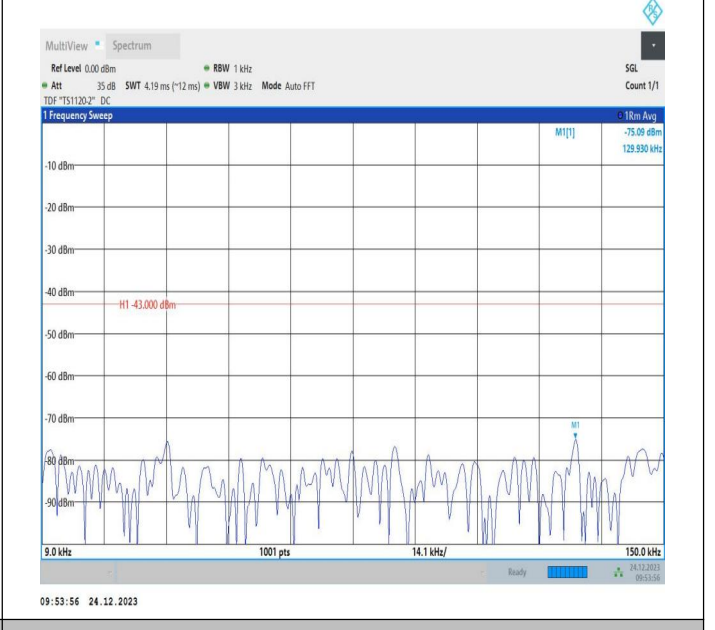 MultiView Spectrum
Ref Level 0.00 dBm RBW 1 kHz SGL
Att 35 dB SWT 4.19 ms (~12 ms) VBW 3 kHz Mode Auto FFT Count 1/1
TDF "TS1120-2" DC
1 Frequency Sweep 1Rm Avg
M1[1] -75.09 dBm
129.930 kHz
-10 dBm
-20 dBm
-30 dBm
-40 dBm
H1 -43.000 dBm
-50 dBm
-60 dBm
-70 dBm
M1
-80 dBm
-90 dBm
9.0 kHz 1001 pts 14.1 kHz/ 150.0 kHz
Ready 24.12.2023
09:53:56
09:53:56 24.12.2023